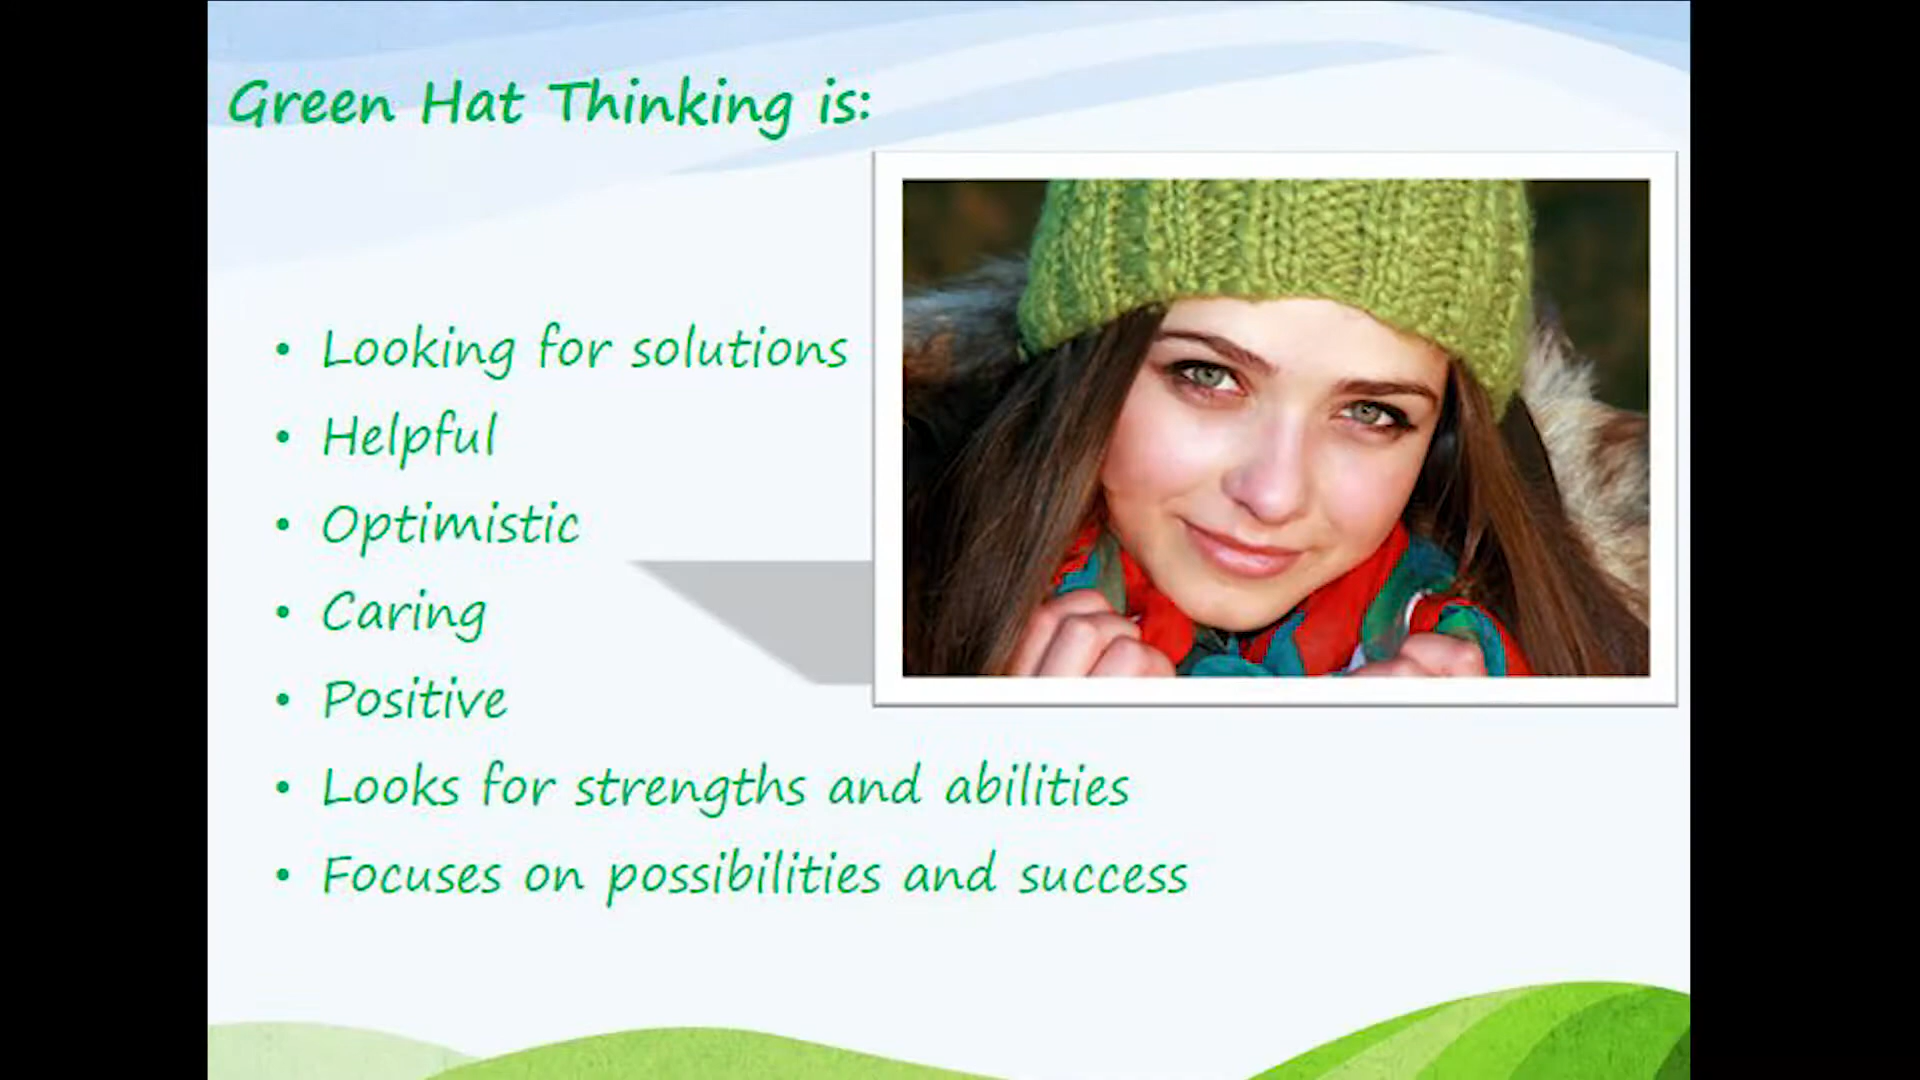 Green Hat Thinking is:
• Looking for solutions
• Helpful
• Optimistic
• Caring
• Positive
• Looks for strengths and abilities
• Focuses on possibilities and success